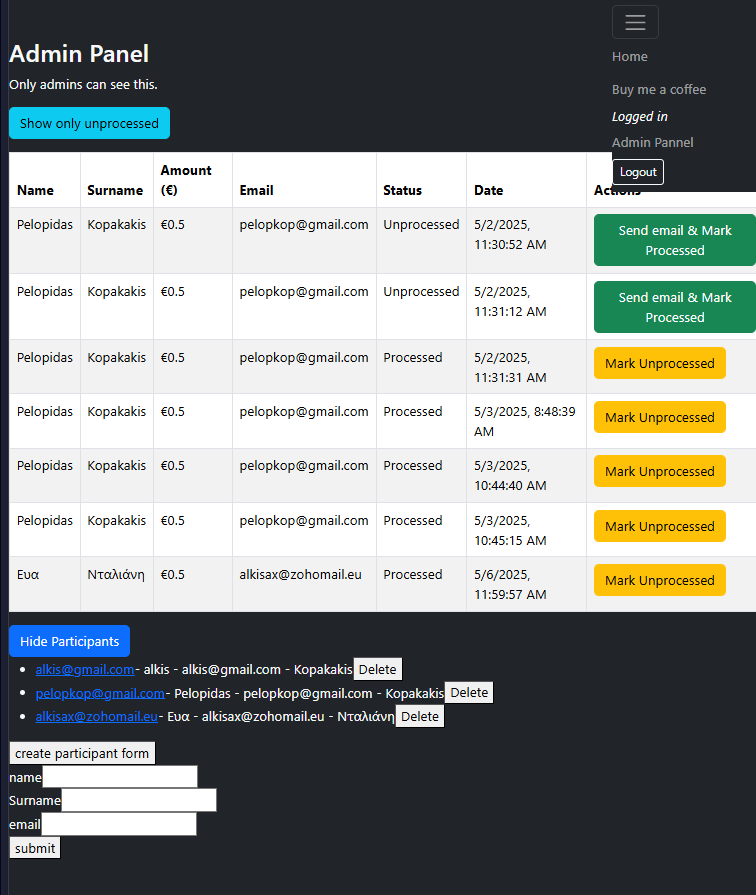 Home
Admin Panel
Only admins can see this.
Buy me a coffee
Logged in
Show only unprocessed
Admin Pannel
Logout
Name Surname Amount (€) Email Status Date Actions
Pelopidas Kopakakis €0.5 pelopkop@gmail.com Unprocessed 5/2/2025, 11:30:52 AM Send email & Mark Processed
Pelopidas Kopakakis €0.5 pelopkop@gmail.com Unprocessed 5/2/2025, 11:31:12 AM Send email & Mark Processed
Pelopidas Kopakakis €0.5 pelopkop@gmail.com Processed 5/2/2025, 11:31:31 AM Mark Unprocessed
Pelopidas Kopakakis €0.5 pelopkop@gmail.com Processed 5/3/2025, 8:48:39 AM Mark Unprocessed
Pelopidas Kopakakis €0.5 pelopkop@gmail.com Processed 5/3/2025, 10:44:40 AM Mark Unprocessed
Pelopidas Kopakakis €0.5 pelopkop@gmail.com Processed 5/3/2025, 10:45:15 AM Mark Unprocessed
Ευα Νταλιάνη €0.5 alkisax@zohomail.eu Processed 5/6/2025, 11:59:57 AM Mark Unprocessed
Hide Participants
alkis@gmail.com- alkis - alkis@gmail.com - Kopakakis Delete
pelopkop@gmail.com- Pelopidas - pelopkop@gmail.com - Kopakakis Delete
alkisax@zohomail.eu- Ευα - alkisax@zohomail.eu - Νταλιάνη Delete
create participant form
name
Surname
email
submit